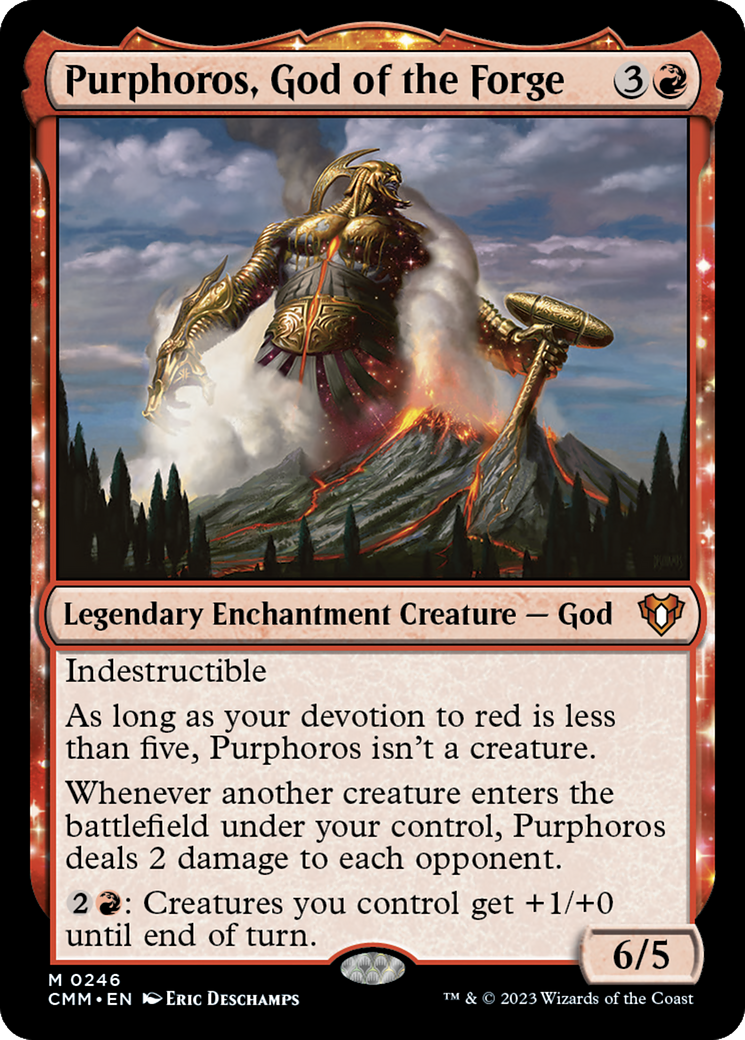 Purphoros, God of the Forge 3
Legendary Enchantment Creature — God
Indestructible
As long as your devotion to red is less
than five, Purphoros isn't a creature.
Whenever another creature enters the
battlefield under your control, Purphoros
deals 2 damage to each opponent.
2: Creatures you control get +1/+0
until end of turn.
6/5
M 0246
CMM • EN Eric Deschamps
™ & © 2023 Wizards of the Coast